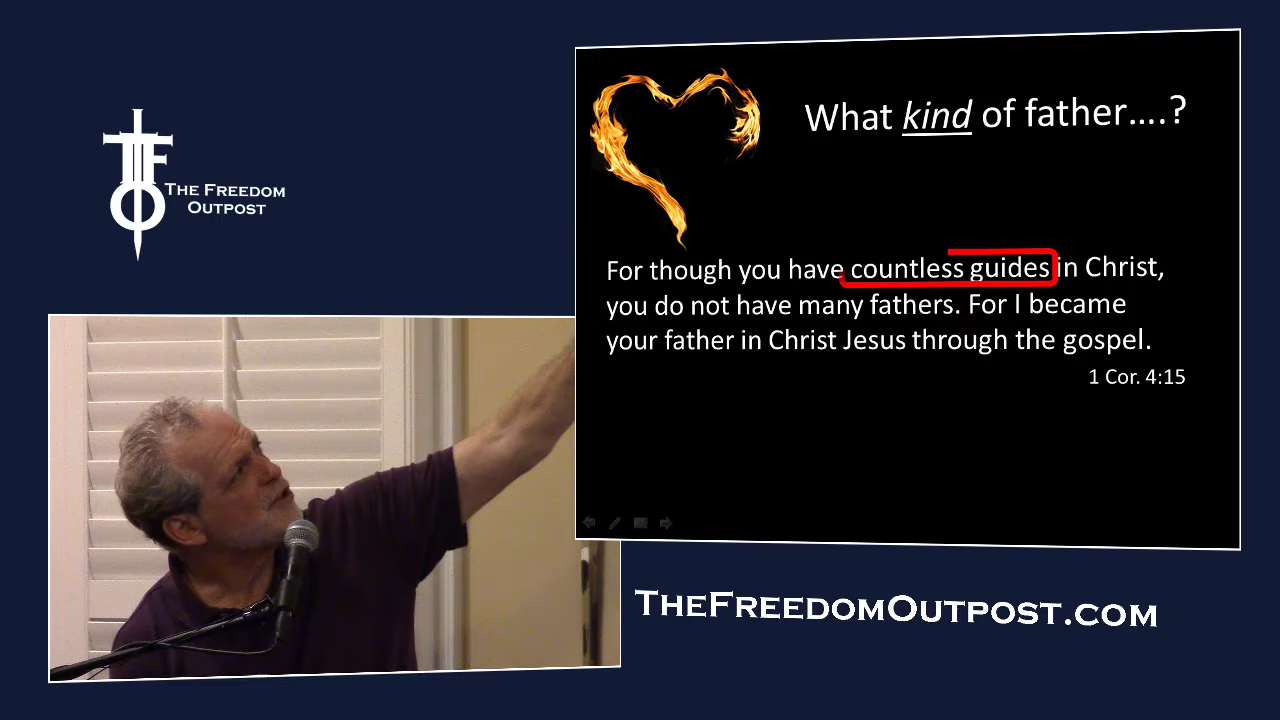 TF
O
THE FREEDOM
OUTPOST
What kind of father....?
For though you have countless guides in Christ,
you do not have many fathers. For I became
your father in Christ Jesus through the gospel.
1 Cor. 4:15
THEFREEDOMOUTPOST.COM